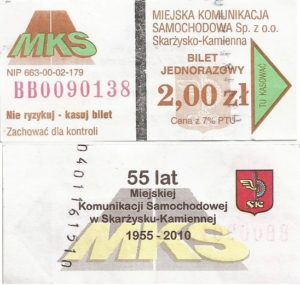 MKS
NIP 663-00-02-179
BB0090138
Nie ryzykuj - kasuj bilet
Zachować dla kontroli
MIEJSKA KOMUNIKACJA
SAMOCHODOWA Sp. z o.o.
Skarżysko-Kamienna
BILET
JEDNORAZOWY
2,00 zł
Cena z 7% PTU
TU KASOWAĆ
55 lat
Miejskiej
Komunikacji Samochodowej
w Skarżysku-Kamiennej
1955 - 2010
MKS
SK